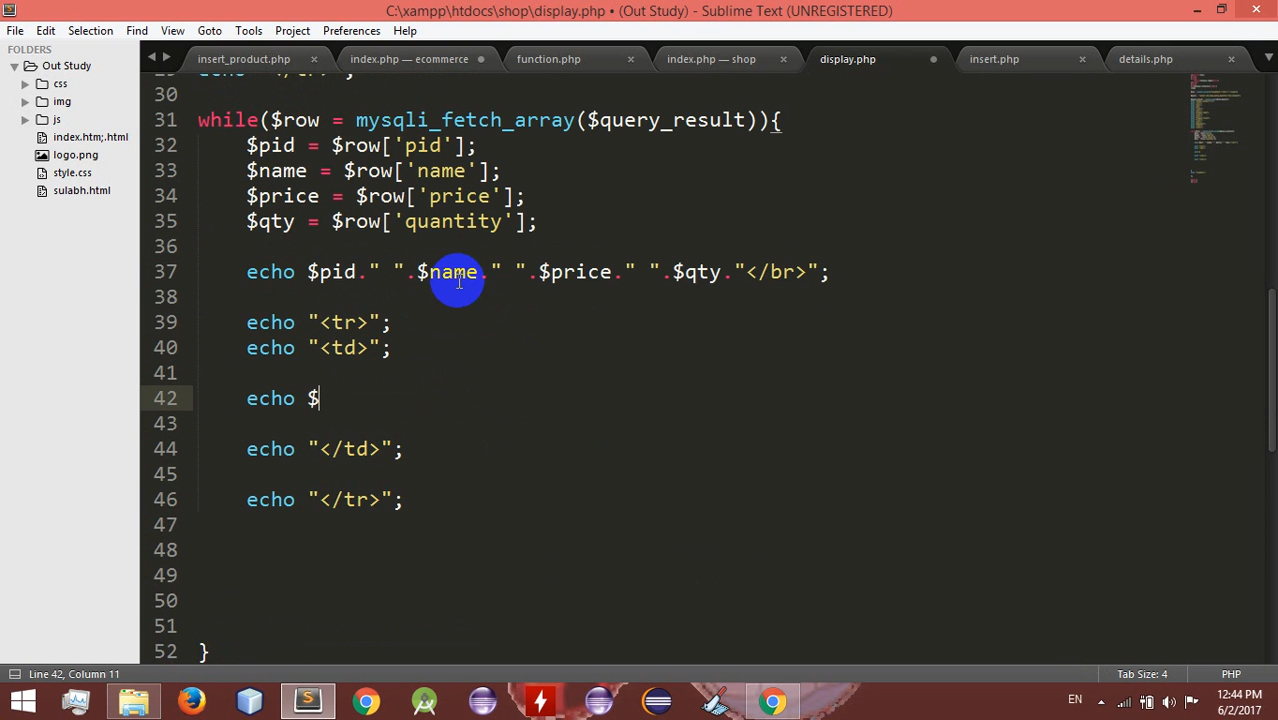 C:\xampp\htdocs\shop\display.php • (Out Study) - Sublime Text (UNREGISTERED)
File Edit Selection Find View Goto Tools Project Preferences Help
FOLDERS
Out Study
css
img
js
index.htm;.html
logo.png
style.css
sulabh.html
insert_product.php × index.php — ecommerce function.php × index.php — shop × display.php insert.php × details.php ×
30
31 while($row = mysqli_fetch_array($query_result)){
32 $pid = $row['pid'];
33 $name = $row['name'];
34 $price = $row['price'];
35 $qty = $row['quantity'];
36
37 echo $pid." ".$name." ".$price." ".$qty."</br>";
38
39 echo "<tr>";
40 echo "<td>";
41
42 echo $
43
44 echo "</td>";
45
46 echo "</tr>";
47
48
49
50
51
52 }
Line 42, Column 11
Tab Size: 4
PHP
EN
12:44 PM
6/2/2017